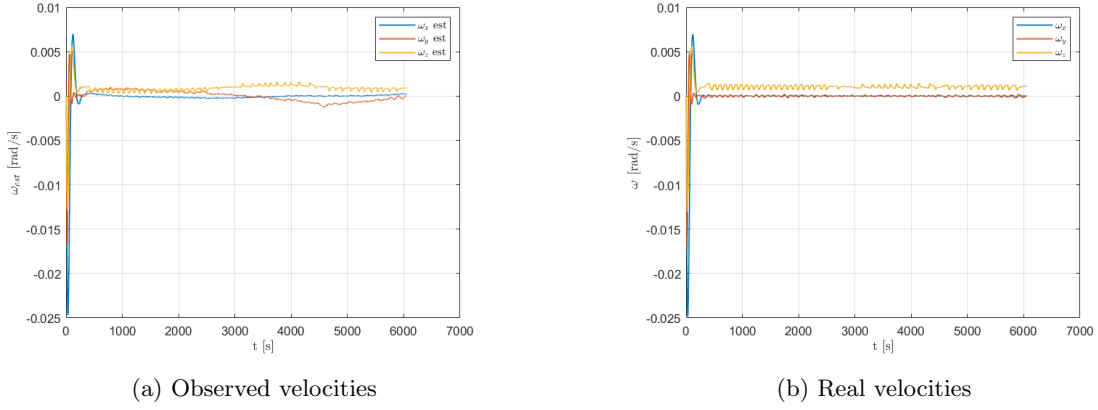 0.01
0.005
0
-0.005
-0.01
-0.015
-0.02
-0.025
ω_est [rad/s]
0 1000 2000 3000 4000 5000 6000 7000
t [s]
ω_x est
ω_y est
ω_z est
(a) Observed velocities
0.01
0.005
0
-0.005
-0.01
-0.015
-0.02
-0.025
ω [rad/s]
0 1000 2000 3000 4000 5000 6000 7000
t [s]
ω_x
ω_y
ω_z
(b) Real velocities